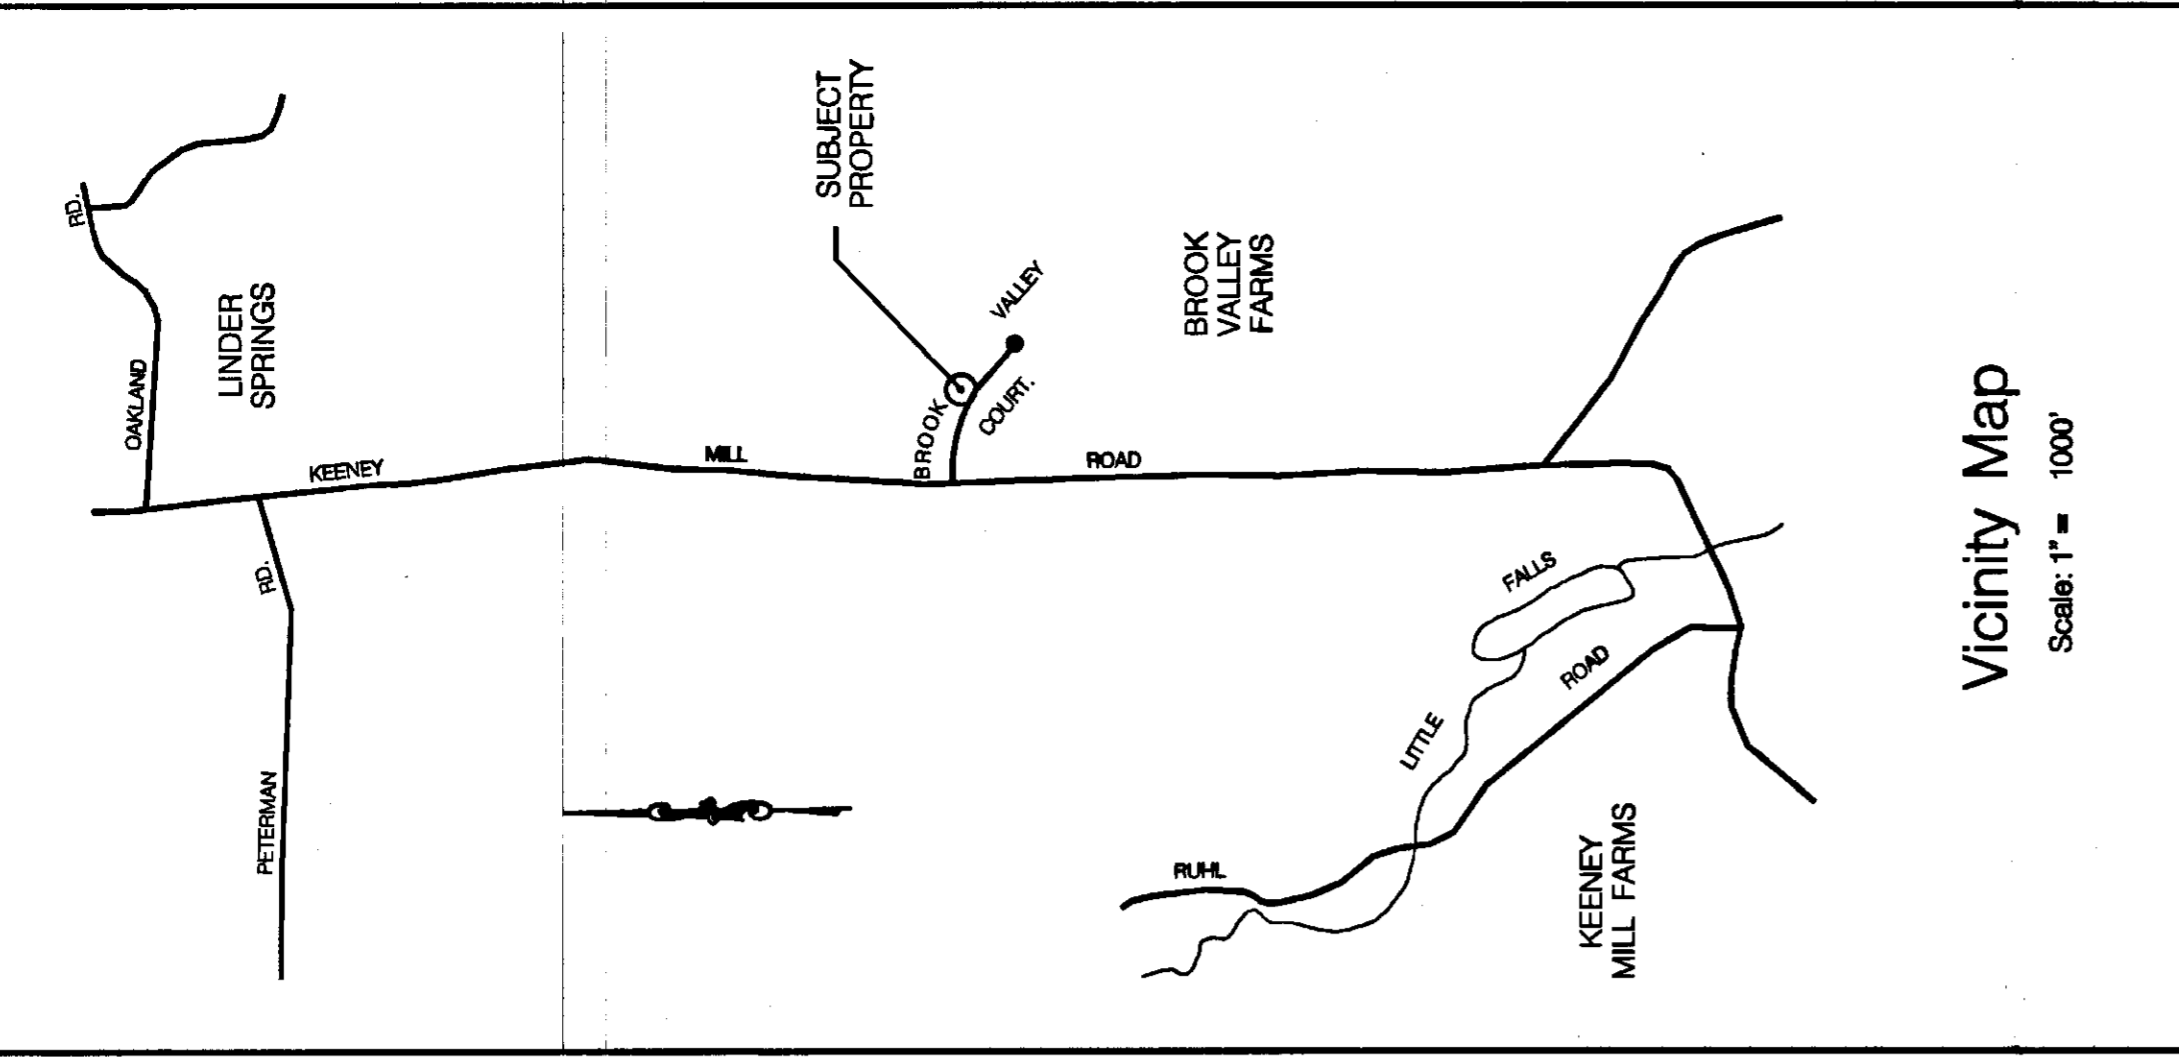 RD.
OAKLAND
LINDER
SPRINGS
KEENEY
MILL
ROAD
RD.
PETERMAN
SUBJECT
PROPERTY
BROOK
VALLEY
COURT.
BROOK
VALLEY
FARMS
FALLS
LITTLE
ROAD
RUHL
KEENEY
MILL FARMS
Vicinity Map
Scale: 1" = 1000'